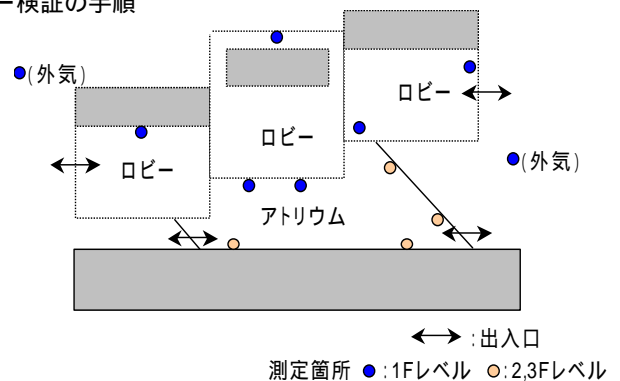 ー検証の手順
●(外気)
ロビー
ロビー
ロビー
●(外気)
アトリウム
:出入口
測定箇所 ●:1Fレベル ○:2,3Fレベル